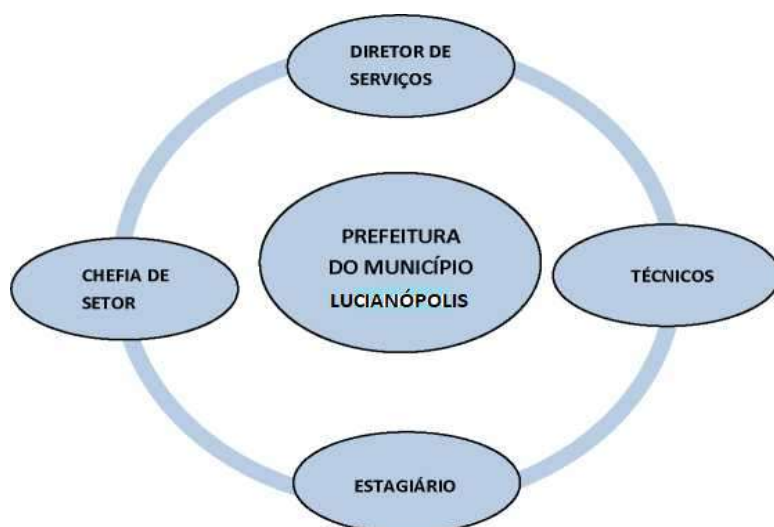 DIRETOR DE
SERVIÇOS
PREFEITURA
DO MUNICÍPIO
LUCIANÓPOLIS
CHEFIA DE
SETOR
TÉCNICOS
ESTAGIÁRIO